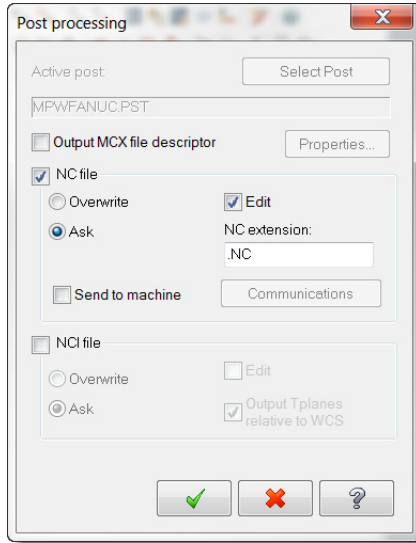 Post processing
Active post:
Select Post
MPWFANUC.PST
Output MCX file descriptor
Properties...
NC file
Overwrite
Edit
Ask
NC extension:
.NC
Send to machine
Communications
NCI file
Overwrite
Edit
Ask
Output Tplanes
relative to WCS